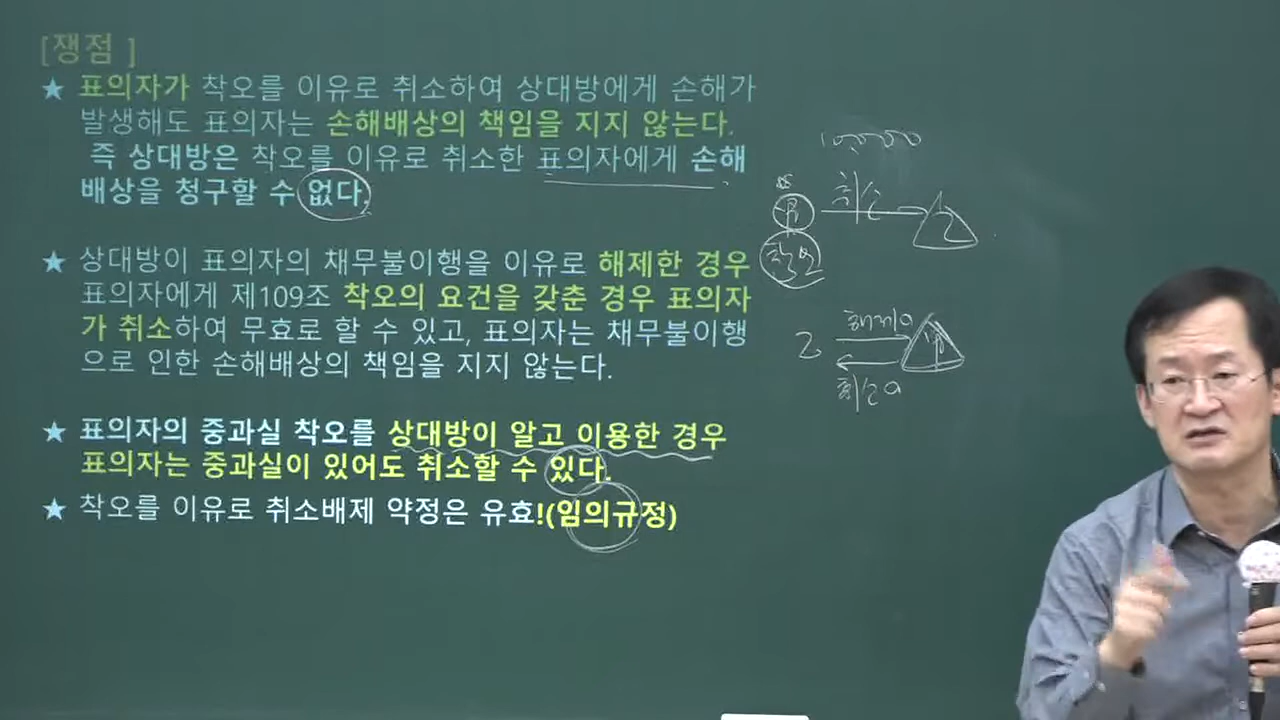 [쟁점 ]
★ 표의자가 착오를 이유로 취소하여 상대방에게 손해가
발생해도 표의자는 손해배상의 책임을 지지 않는다.
즉 상대방은 착오를 이유로 취소한 표의자에게 손해
배상을 청구할 수 없다.
★ 상대방이 표의자의 채무불이행을 이유로 해제한 경우
표의자에게 제109조 착오의 요건을 갖춘 경우 표의자
가 취소하여 무효로 할 수 있고, 표의자는 채무불이행
으로 인한 손해배상의 책임을 지지 않는다.
★ 표의자의 중과실 착오를 상대방이 알고 이용한 경우
표의자는 중과실이 있어도 취소할 수 있다.
★ 착오를 이유로 취소배제 약정은 유효!(임의규정)
취소
해제O
취소O